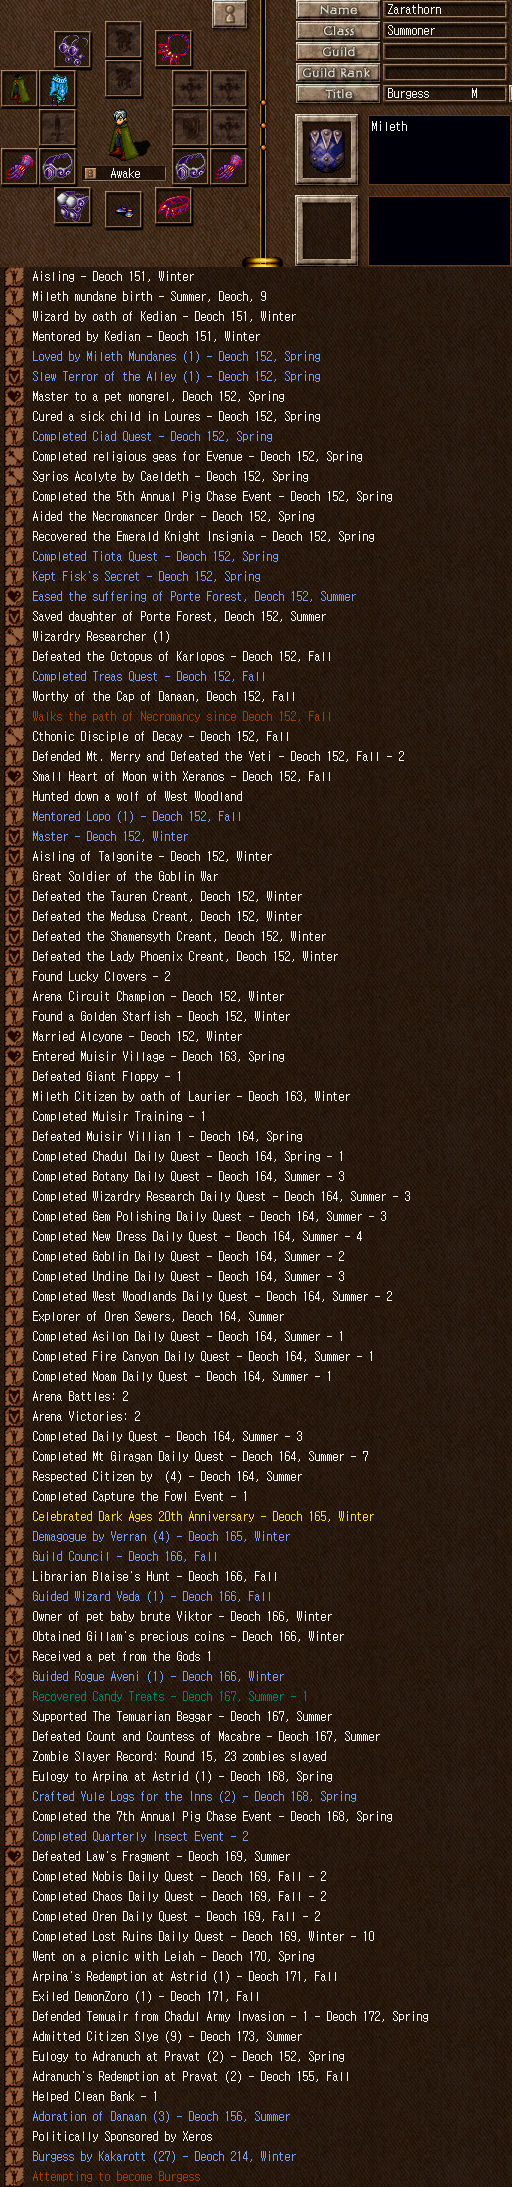 Name Zarathorn
Class Summoner
Guild
Guild Rank
Title Burgess M
Mileth
Awake
Aisling - Deoch 151, Winter
Mileth mundane birth - Summer, Deoch, 9
Wizard by oath of Kedian - Deoch 151, Winter
Mentored by Kedian - Deoch 151, Winter
Loved by Mileth Mundanes (1) - Deoch 152, Spring
Slew Terror of the Alley (1) - Deoch 152, Spring
Master to a pet mongrel, Deoch 152, Spring
Cured a sick child in Loures - Deoch 152, Spring
Completed Ciad Quest - Deoch 152, Spring
Completed religious geas for Evenue - Deoch 152, Spring
Sgrios Acolyte by Caeldeth - Deoch 152, Spring
Completed the 5th Annual Pig Chase Event - Deoch 152, Spring
Aided the Necromancer Order - Deoch 152, Spring
Recovered the Emerald Knight Insignia - Deoch 152, Spring
Completed Tiota Quest - Deoch 152, Spring
Kept Fisk's Secret - Deoch 152, Spring
Eased the suffering of Porte Forest, Deoch 152, Summer
Saved daughter of Porte Forest, Deoch 152, Summer
Wizardry Researcher (1)
Defeated the Octopus of Karlopos - Deoch 152, Fall
Completed Treas Quest - Deoch 152, Fall
Worthy of the Cap of Danaan, Deoch 152, Fall
Walks the path of Necromancy since Deoch 152, Fall
Cthonic Disciple of Decay - Deoch 152, Fall
Defended Mt. Merry and Defeated the Yeti - Deoch 152, Fall - 2
Small Heart of Moon with Xeranos - Deoch 152, Fall
Hunted down a wolf of West Woodland
Mentored Lopo (1) - Deoch 152, Fall
Master - Deoch 152, Winter
Aisling of Talgonite - Deoch 152, Winter
Great Soldier of the Goblin War
Defeated the Tauren Creant, Deoch 152, Winter
Defeated the Medusa Creant, Deoch 152, Winter
Defeated the Shamensyth Creant, Deoch 152, Winter
Defeated the Lady Phoenix Creant, Deoch 152, Winter
Found Lucky Clovers - 2
Arena Circuit Champion - Deoch 152, Winter
Found a Golden Starfish - Deoch 152, Winter
Married Alcyone - Deoch 152, Winter
Entered Muisir Village - Deoch 163, Spring
Defeated Giant Floppy - 1
Mileth Citizen by oath of Laurier - Deoch 163, Winter
Completed Muisir Training - 1
Defeated Muisir Villian 1 - Deoch 164, Spring
Completed Chadul Daily Quest - Deoch 164, Spring - 1
Completed Botany Daily Quest - Deoch 164, Summer - 3
Completed Wizardry Research Daily Quest - Deoch 164, Summer - 3
Completed Gem Polishing Daily Quest - Deoch 164, Summer - 3
Completed New Dress Daily Quest - Deoch 164, Summer - 4
Completed Goblin Daily Quest - Deoch 164, Summer - 2
Completed Undine Daily Quest - Deoch 164, Summer - 3
Completed West Woodlands Daily Quest - Deoch 164, Summer - 2
Explorer of Oren Sewers, Deoch 164, Summer
Completed Asilon Daily Quest - Deoch 164, Summer - 1
Completed Fire Canyon Daily Quest - Deoch 164, Summer - 1
Completed Noam Daily Quest - Deoch 164, Summer - 1
Arena Battles: 2
Arena Victories: 2
Completed Daily Quest - Deoch 164, Summer - 3
Completed Mt Giragan Daily Quest - Deoch 164, Summer - 7
Respected Citizen by (4) - Deoch 164, Summer
Completed Capture the Fowl Event - 1
Celebrated Dark Ages 20th Anniversary - Deoch 165, Winter
Demagogue by Yerran (4) - Deoch 165, Winter
Guild Council - Deoch 166, Fall
Librarian Blaise's Hunt - Deoch 166, Fall
Guided Wizard Veda (1) - Deoch 166, Fall
Owner of pet baby brute Viktor - Deoch 166, Winter
Obtained Gillam's precious coins - Deoch 166, Winter
Received a pet from the Gods 1
Guided Rogue Aveni (1) - Deoch 166, Winter
Recovered Candy Treats - Deoch 167, Summer - 1
Supported The Temuarian Beggar - Deoch 167, Summer
Defeated Count and Countess of Macabre - Deoch 167, Summer
Zombie Slayer Record: Round 15, 23 zombies slayed
Eulogy to Arpina at Astrid (1) - Deoch 168, Spring
Crafted Yule Logs for the Inns (2) - Deoch 168, Spring
Completed the 7th Annual Pig Chase Event - Deoch 168, Spring
Completed Quarterly Insect Event - 2
Defeated Law's Fragment - Deoch 169, Summer
Completed Nobis Daily Quest - Deoch 169, Fall - 2
Completed Chaos Daily Quest - Deoch 169, Fall - 2
Completed Oren Daily Quest - Deoch 169, Fall - 2
Completed Lost Ruins Daily Quest - Deoch 169, Winter - 10
Went on a picnic with Leiah - Deoch 170, Spring
Arpina's Redemption at Astrid (1) - Deoch 171, Fall
Exiled DemonZoro (1) - Deoch 171, Fall
Defended Temuair from Chadul Army Invasion - 1 - Deoch 172, Spring
Admitted Citizen Slye (9) - Deoch 173, Summer
Eulogy to Adranuch at Pravat (2) - Deoch 152, Spring
Adranuch's Redemption at Pravat (2) - Deoch 155, Fall
Helped Clean Bank - 1
Adoration of Danaan (3) - Deoch 156, Summer
Politically Sponsored by Xeros
Burgess by Kakarott (27) - Deoch 214, Winter
Attempting to become Burgess